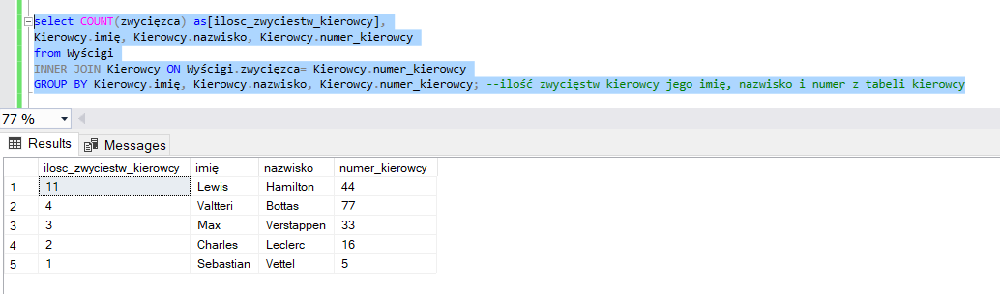 select COUNT(zwycięzca) as[ilosc_zwyciestw_kierowcy],
Kierowcy.imię, Kierowcy.nazwisko, Kierowcy.numer_kierowcy
from Wyścigi
INNER JOIN Kierowcy ON Wyścigi.zwycięzca= Kierowcy.numer_kierowcy
GROUP BY Kierowcy.imię, Kierowcy.nazwisko, Kierowcy.numer_kierowcy; --ilość zwycięstw kierowcy jego imię, nazwisko i numer z tabeli kierowcy
77 %
Results Messages
ilosc_zwyciestw_kierowcy imię nazwisko numer_kierowcy
1 11 Lewis Hamilton 44
2 4 Valtteri Bottas 77
3 3 Max Verstappen 33
4 2 Charles Leclerc 16
5 1 Sebastian Vettel 5